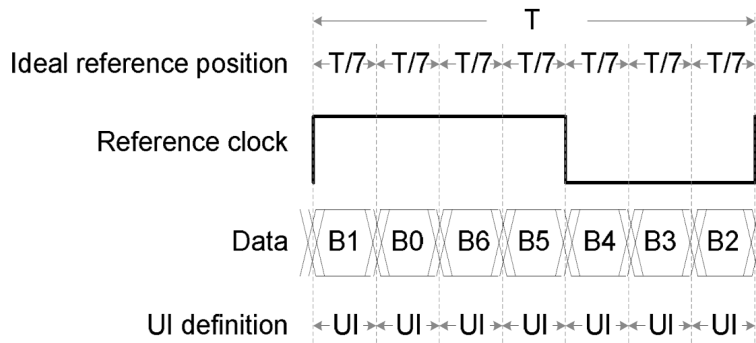 T
Ideal reference position T/7 T/7 T/7 T/7 T/7 T/7 T/7
Reference clock
Data B1 B0 B6 B5 B4 B3 B2
UI definition UI UI UI UI UI UI UI